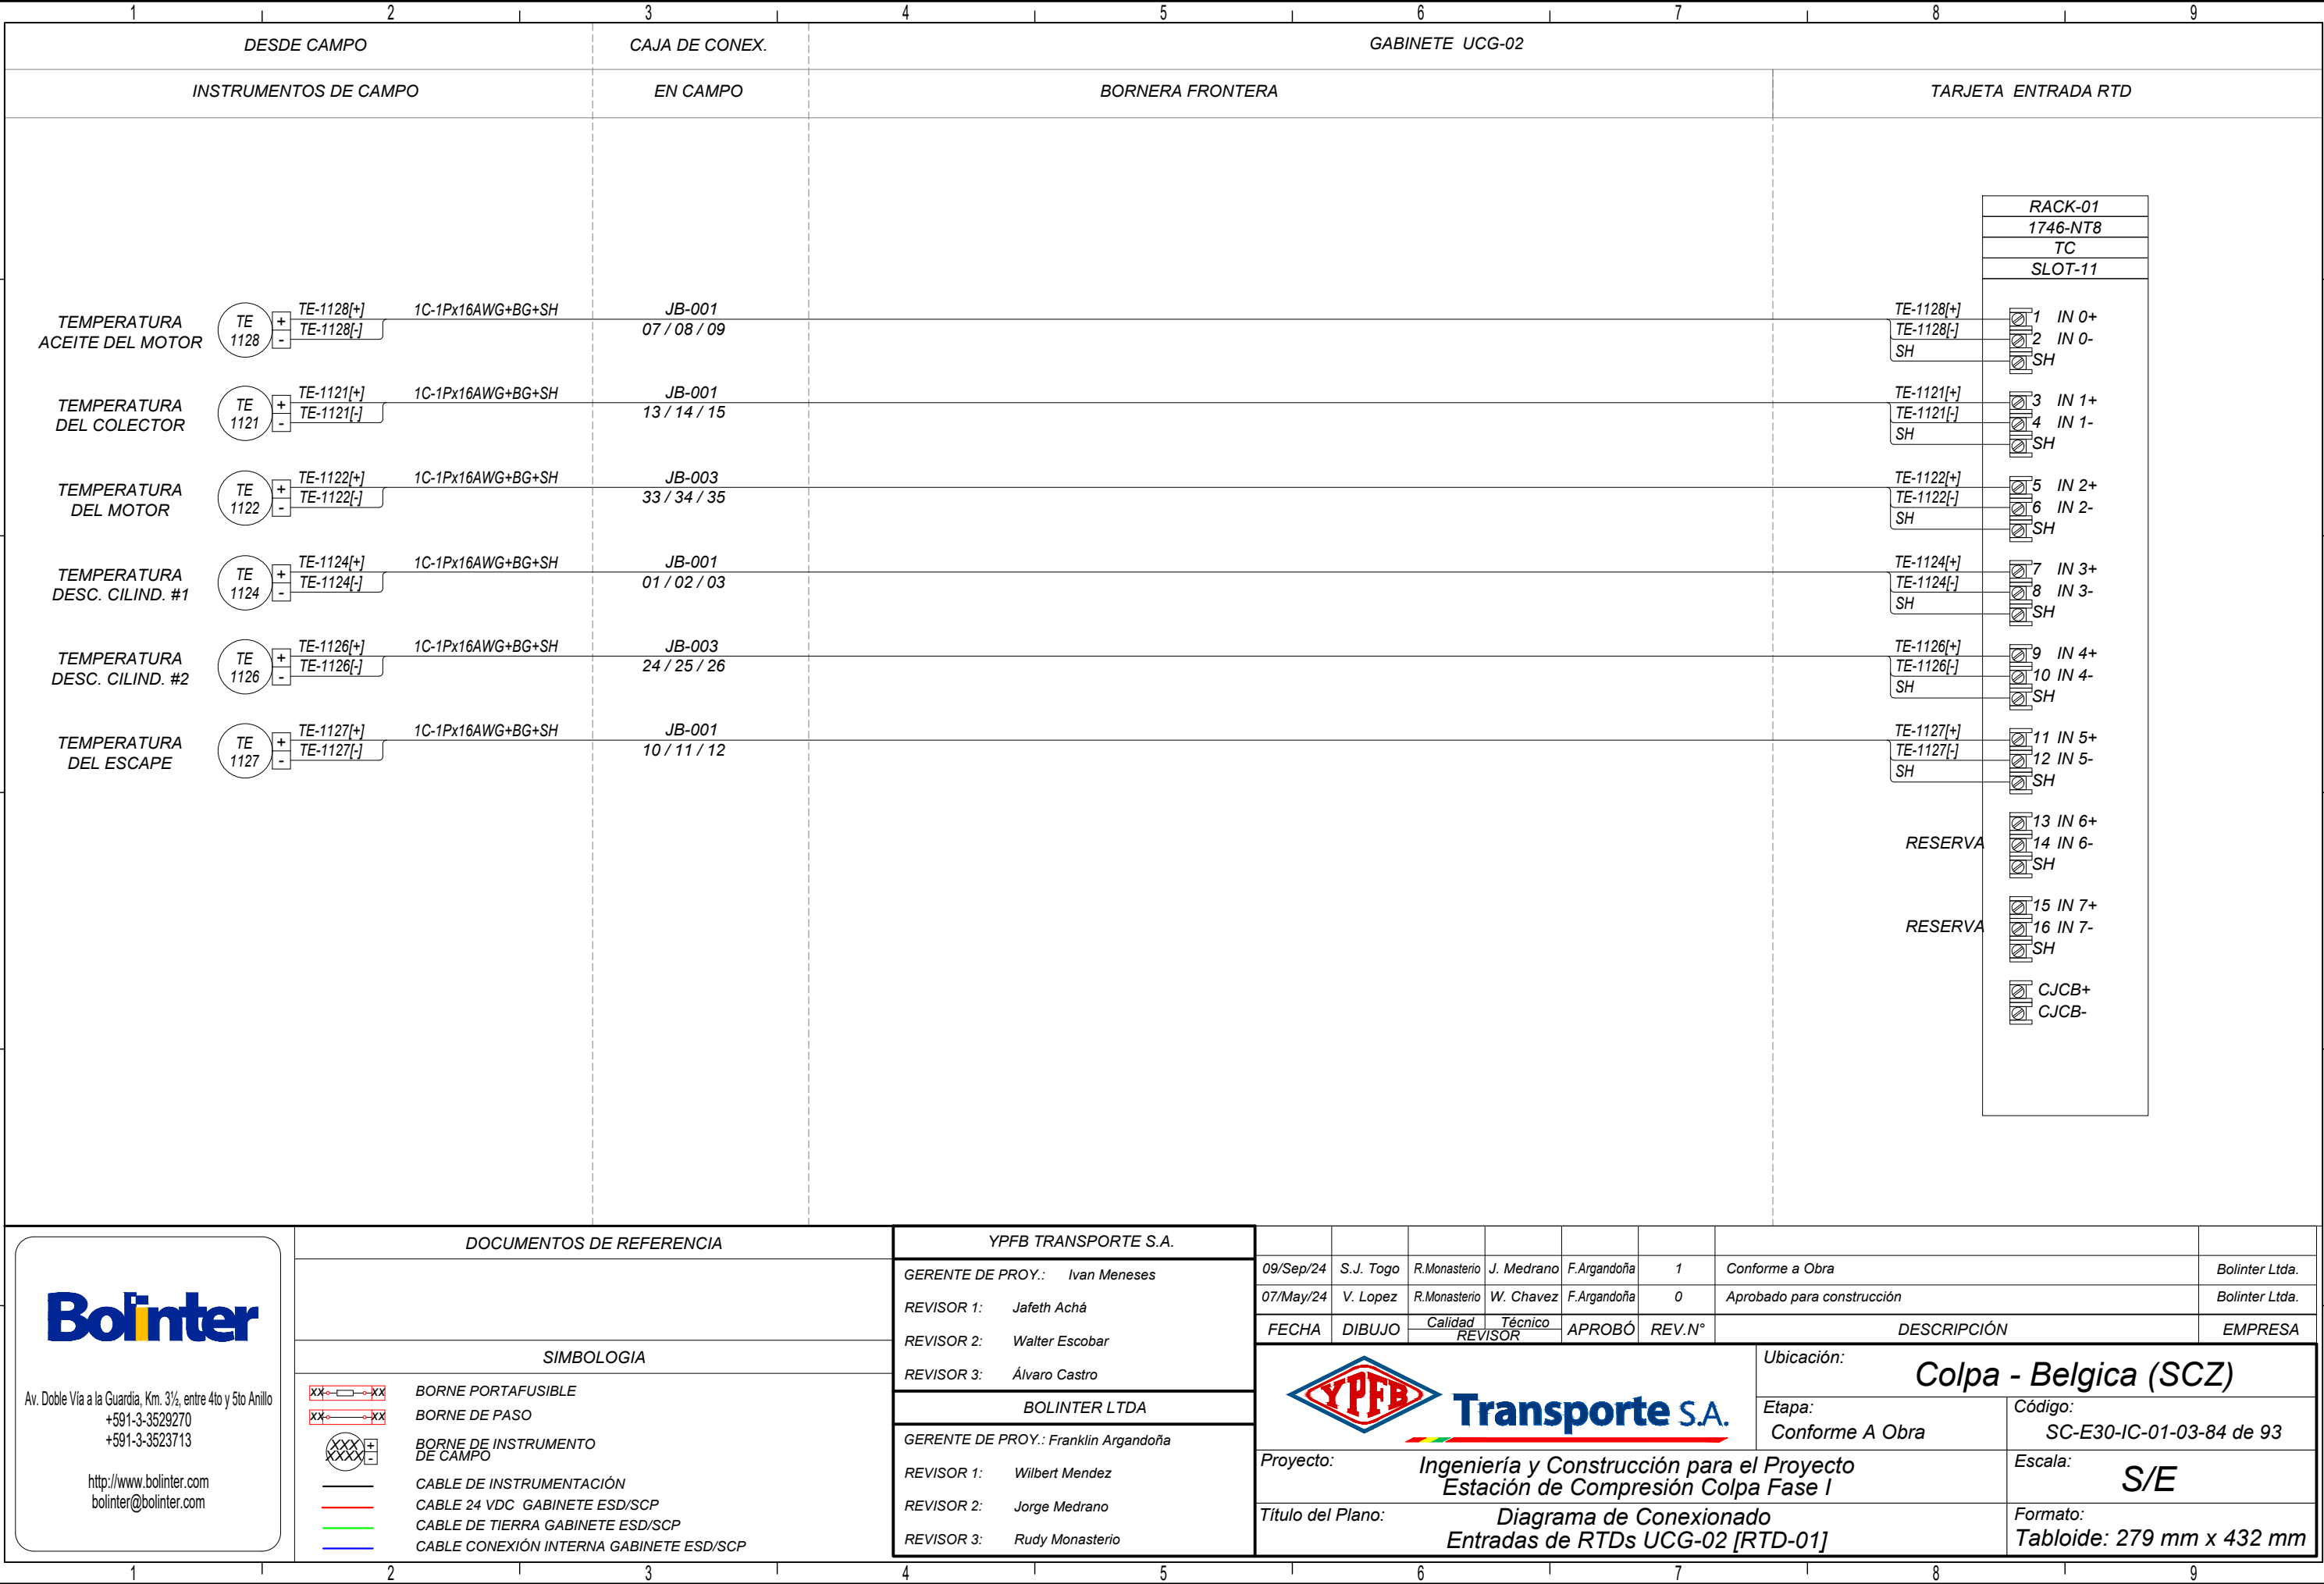 1 2 3 4 5 6 7 8 9
DESDE CAMPO
CAJA DE CONEX.
GABINETE UCG-02
INSTRUMENTOS DE CAMPO
EN CAMPO
BORNERA FRONTERA
TARJETA ENTRADA RTD
RACK-01
1746-NT8
TC
SLOT-11
TEMPERATURA
ACEITE DEL MOTOR
TE
1128
+
-
TE-1128[+]
TE-1128[-]
1C-1Px16AWG+BG+SH
JB-001
07 / 08 / 09
TE-1128[+]
TE-1128[-]
SH
1 IN 0+
2 IN 0-
SH
TEMPERATURA
DEL COLECTOR
TE
1121
+
-
TE-1121[+]
TE-1121[-]
1C-1Px16AWG+BG+SH
JB-001
13 / 14 / 15
TE-1121[+]
TE-1121[-]
SH
3 IN 1+
4 IN 1-
SH
TEMPERATURA
DEL MOTOR
TE
1122
+
-
TE-1122[+]
TE-1122[-]
1C-1Px16AWG+BG+SH
JB-003
33 / 34 / 35
TE-1122[+]
TE-1122[-]
SH
5 IN 2+
6 IN 2-
SH
TEMPERATURA
DESC. CILIND. #1
TE
1124
+
-
TE-1124[+]
TE-1124[-]
1C-1Px16AWG+BG+SH
JB-001
01 / 02 / 03
TE-1124[+]
TE-1124[-]
SH
7 IN 3+
8 IN 3-
SH
TEMPERATURA
DESC. CILIND. #2
TE
1126
+
-
TE-1126[+]
TE-1126[-]
1C-1Px16AWG+BG+SH
JB-003
24 / 25 / 26
TE-1126[+]
TE-1126[-]
SH
9 IN 4+
10 IN 4-
SH
TEMPERATURA
DEL ESCAPE
TE
1127
+
-
TE-1127[+]
TE-1127[-]
1C-1Px16AWG+BG+SH
JB-001
10 / 11 / 12
TE-1127[+]
TE-1127[-]
SH
11 IN 5+
12 IN 5-
SH
RESERVA
13 IN 6+
14 IN 6-
SH
RESERVA
15 IN 7+
16 IN 7-
SH
CJCB+
CJCB-
Bolinter
Av. Doble Vía a la Guardia, Km. 3½, entre 4to y 5to Anillo
+591-3-3529270
+591-3-3523713
http://www.bolinter.com
bolinter@bolinter.com
DOCUMENTOS DE REFERENCIA
SIMBOLOGIA
XX XX BORNE PORTAFUSIBLE
XX XX BORNE DE PASO
XXX
XXXX
+
-
BORNE DE INSTRUMENTO
DE CAMPO
CABLE DE INSTRUMENTACIÓN
CABLE 24 VDC GABINETE ESD/SCP
CABLE DE TIERRA GABINETE ESD/SCP
CABLE CONEXIÓN INTERNA GABINETE ESD/SCP
YPFB TRANSPORTE S.A.
GERENTE DE PROY.: Ivan Meneses
REVISOR 1: Jafeth Achá
REVISOR 2: Walter Escobar
REVISOR 3: Álvaro Castro
BOLINTER LTDA
GERENTE DE PROY.: Franklin Argandoña
REVISOR 1: Wilbert Mendez
REVISOR 2: Jorge Medrano
REVISOR 3: Rudy Monasterio
09/Sep/24 S.J. Togo R.Monasterio J. Medrano F.Argandoña 1 Conforme a Obra Bolinter Ltda.
07/May/24 V. Lopez R.Monasterio W. Chavez F.Argandoña 0 Aprobado para construcción Bolinter Ltda.
FECHA DIBUJO Calidad Técnico REVISOR APROBÓ REV.N° DESCRIPCIÓN EMPRESA
YPFB Transporte S.A.
Ubicación:
Colpa - Belgica (SCZ)
Etapa:
Conforme A Obra
Código:
SC-E30-IC-01-03-84 de 93
Proyecto:
Ingeniería y Construcción para el Proyecto
Estación de Compresión Colpa Fase I
Escala:
S/E
Título del Plano:
Diagrama de Conexionado
Entradas de RTDs UCG-02 [RTD-01]
Formato:
Tabloide: 279 mm x 432 mm
1 2 3 4 5 6 7 8 9